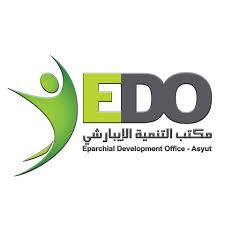 EDO
مكتب التنمية الإيبارشي
Eparchial Development Office - Asyut